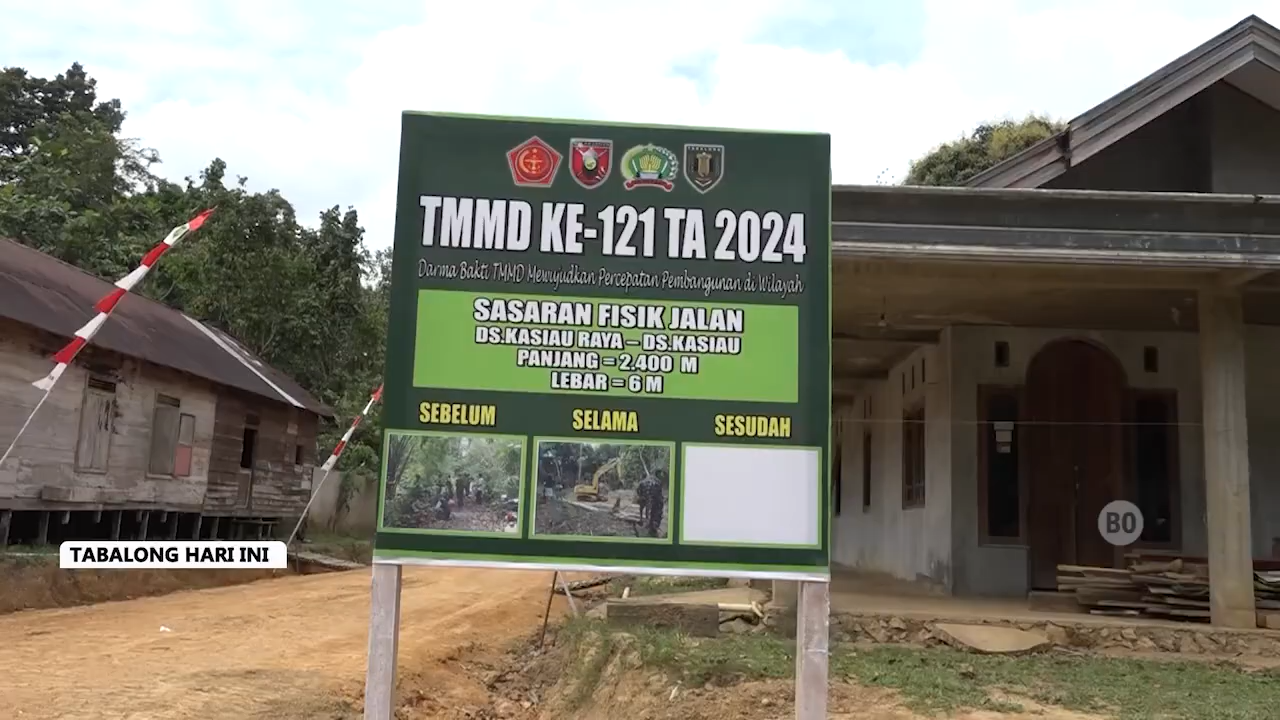 TABALONG
TMMD KE-121 TA 2024
Darma Bakti TMMD Mewujudkan Percepatan Pembangunan di Wilayah
SASARAN FISIK JALAN
DS.KASIAU RAYA – DS.KASIAU
PANJANG = 2,400 M
LEBAR = 6 M
SEBELUM
SELAMA
SESUDAH
TABALONG HARI INI
BO